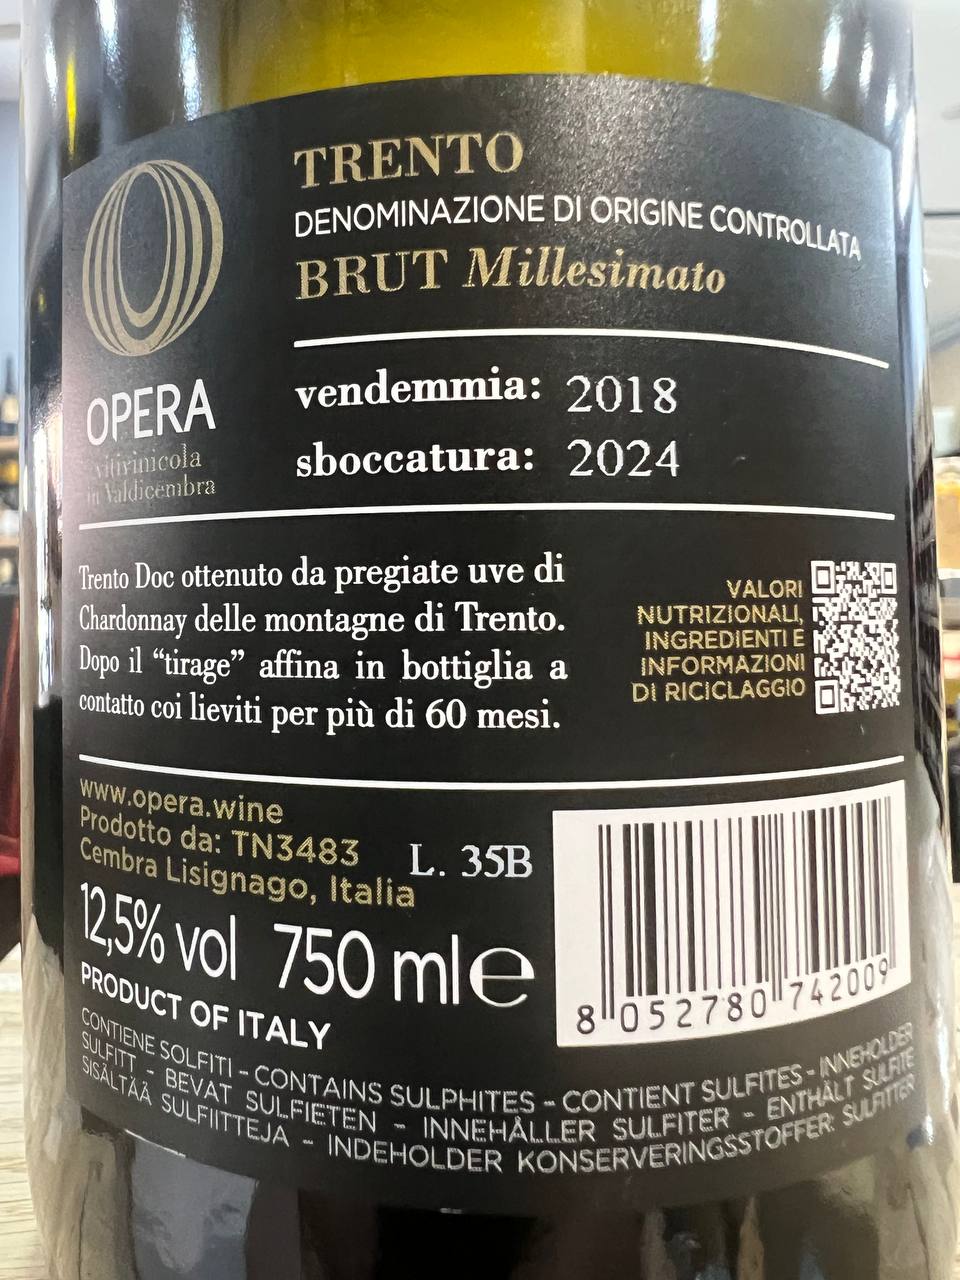 TRENTO
DENOMINAZIONE DI ORIGINE CONTROLLATA
BRUT Millesimato
OPERA
vitivinicola
in Valdicembra
vendemmia: 2018
sboccatura: 2024
Trento Doc ottenuto da pregiate uve di
Chardonnay delle montagne di Trento.
Dopo il “tirage” affina in bottiglia a
contatto coi lieviti per più di 60 mesi.
VALORI
NUTRIZIONALI,
INGREDIENTI E
INFORMAZIONI
DI RICICLAGGIO
www.opera.wine
Prodotto da: TN3483
Cembra Lisignago, Italia
L. 35B
12,5% vol 750 ml e
PRODUCT OF ITALY
8 052780 742009
CONTIENE SOLFITI - CONTAINS SULPHITES - CONTIENT SULFITES - INNEHOLDER
SULFITT - BEVAT SULFIETEN - INNEHÅLLER SULFITER - ENTHÄLT SULFITE
SISÄLTÄÄ SULFIITTEJA - INDEHOLDER KONSERVERINGSSTOFFER: SULFITTER